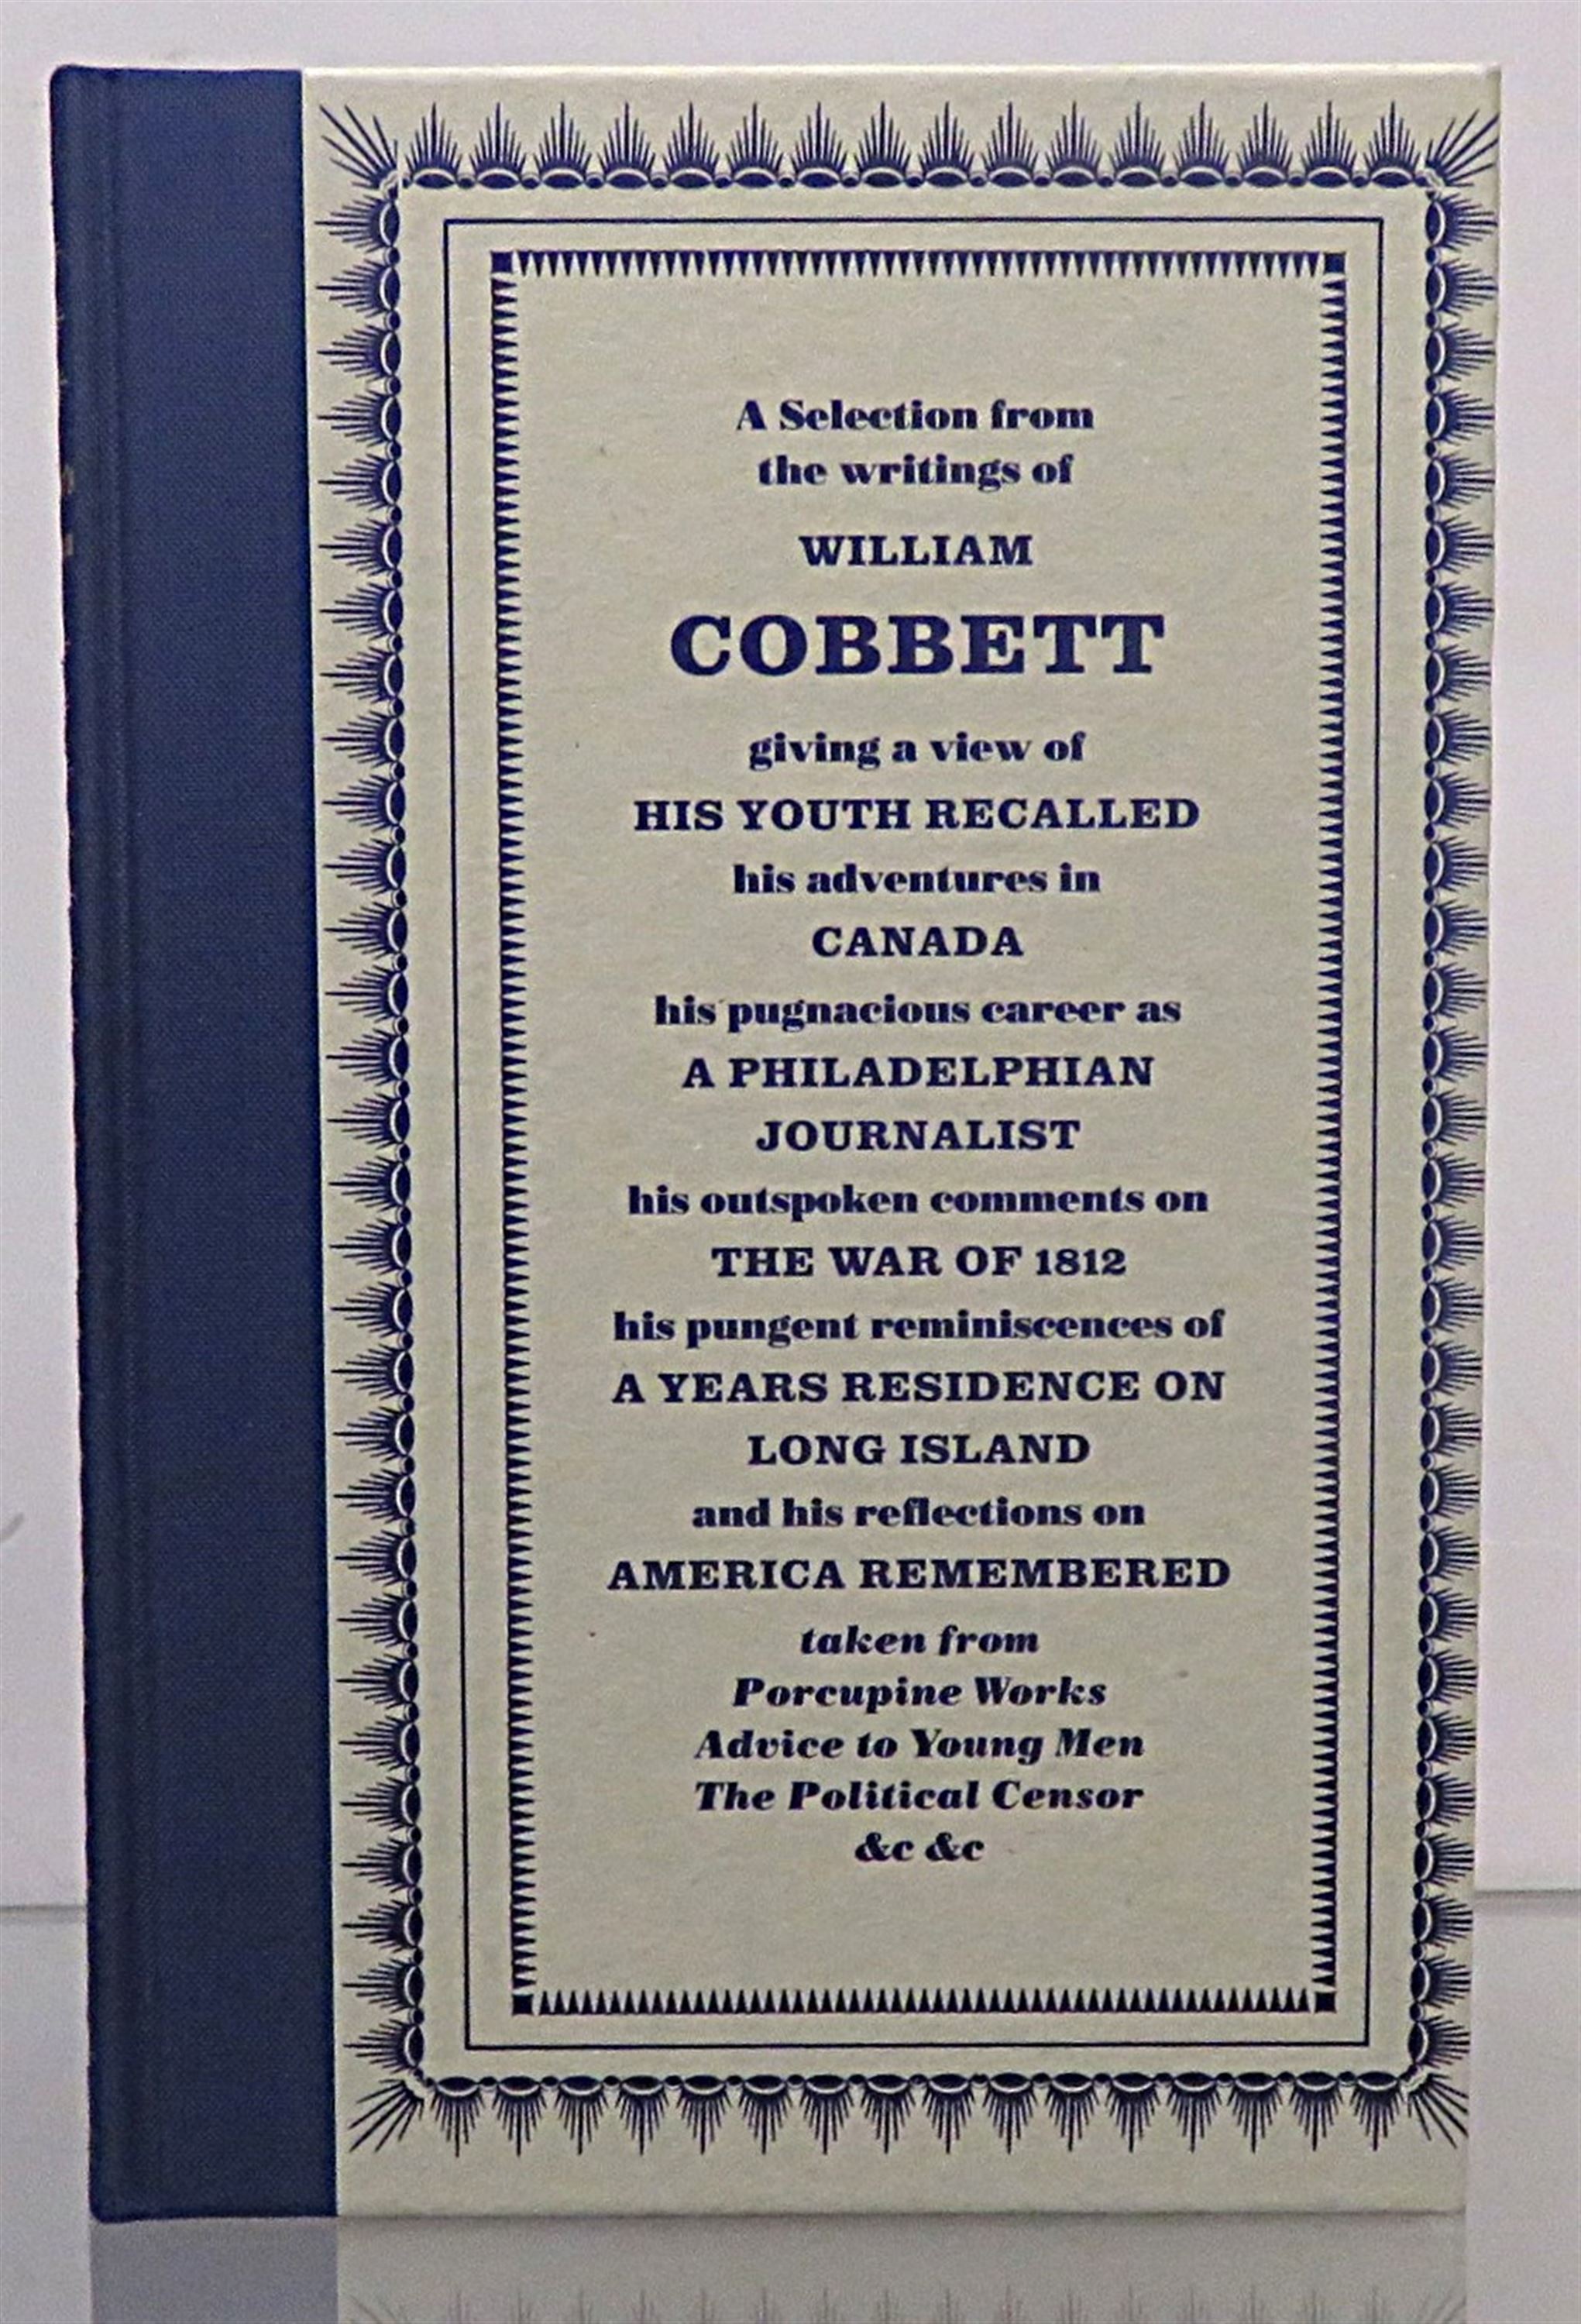 A Selection from
the writings of
WILLIAM
COBBETT
giving a view of
HIS YOUTH RECALLED
his adventures in
CANADA
his pugnacious career as
A PHILADELPHIAN
JOURNALIST
his outspoken comments on
THE WAR OF 1812
his pungent reminiscences of
A YEARS RESIDENCE ON
LONG ISLAND
and his reflections on
AMERICA REMEMBERED
taken from
Porcupine Works
Advice to Young Men
The Political Censor
&c &c